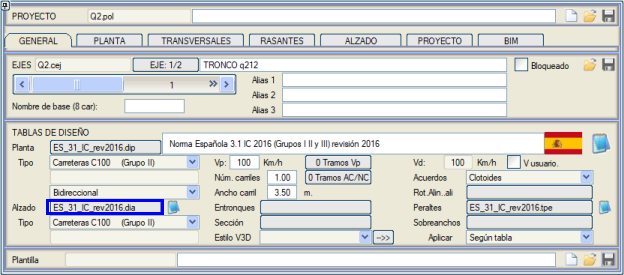 PROYECTO Q2.pol
GENERAL PLANTA TRANSVERSALES RASANTES ALZADO PROYECTO BIM
EJES Q2.cej EJE: 1/2 TRONCO q212 Bloqueado
< 1 >> > Alias 1
Alias 2
Nombre de base (8 car): Alias 3
TABLAS DE DISEÑO
Planta ES_31_IC_rev2016.dip Norma Española 3.1 IC 2016 (Grupos I II y III) revisión 2016
Tipo Carreteras C100 (Grupo II) Vp: 100 Km/h 0 Tramos Vp Vd: 100 Km/h V usuario.
Núm. carriles 1.00 0 Tramos AC/NC Acuerdos Clotoides
Bidireccional Ancho carril 3.50 m. Rot.Alin..ali
Alzado ES_31_IC_rev2016.dia Entronques Peraltes ES_31_IC_rev2016.tpe
Tipo Carreteras C100 (Grupo II) Sección Sobreanchos
Estilo V3D -->> Aplicar Según tabla
Plantilla